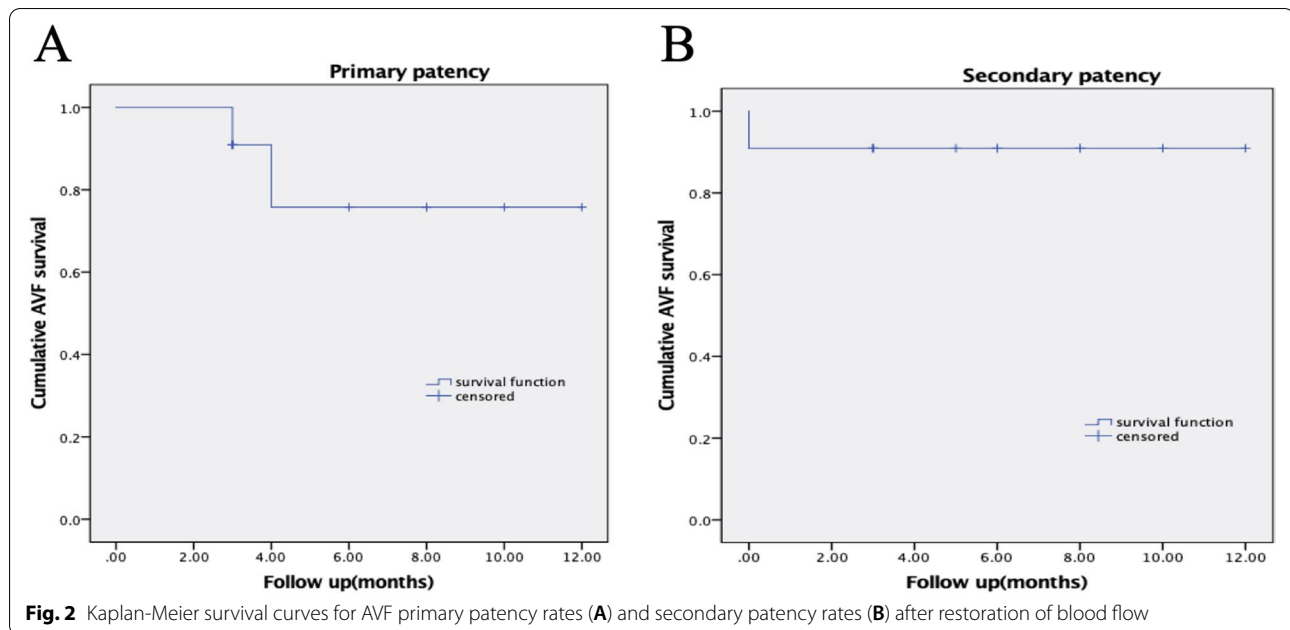 A
Primary patency
Cumulative AVF survival
1.0
0.8
0.6
0.4
0.2
0.0
survival function
censored
.00 2.00 4.00 6.00 8.00 10.00 12.00
Follow up(months)
B
Secondary patency
Cumulative AVF survival
1.0
0.8
0.6
0.4
0.2
0.0
survival function
censored
.00 2.00 4.00 6.00 8.00 10.00 12.00
Follow up(months)
Fig. 2 Kaplan-Meier survival curves for AVF primary patency rates (A) and secondary patency rates (B) after restoration of blood flow